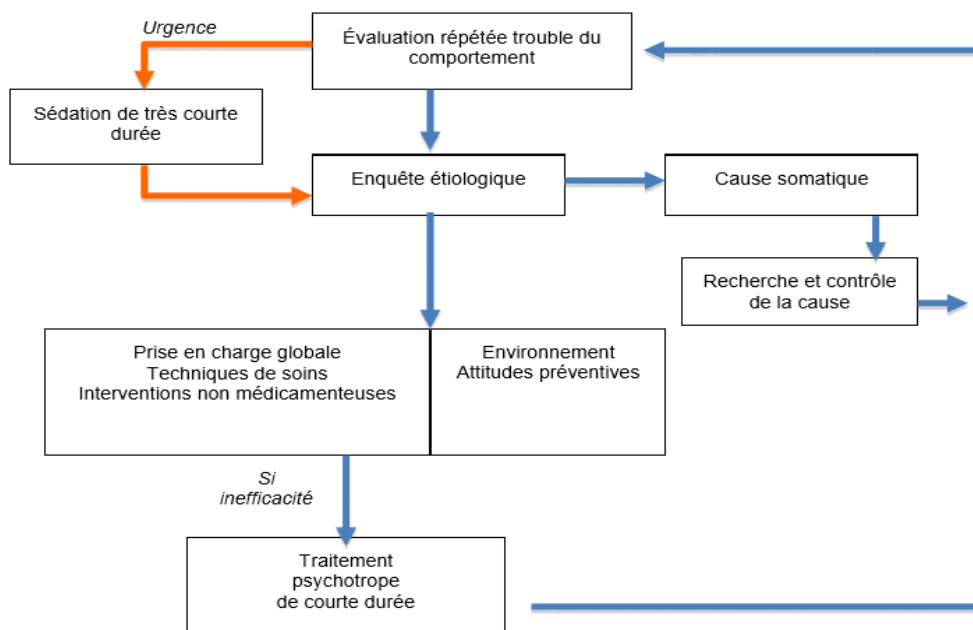 Urgence
Évaluation répétée trouble du
comportement
Sédation de très courte
durée
Enquête étiologique
Cause somatique
Recherche et contrôle
de la cause
Prise en charge globale
Techniques de soins
Interventions non médicamenteuses
Environnement
Attitudes préventives
Si
inefficacité
Traitement
psychotrope
de courte durée